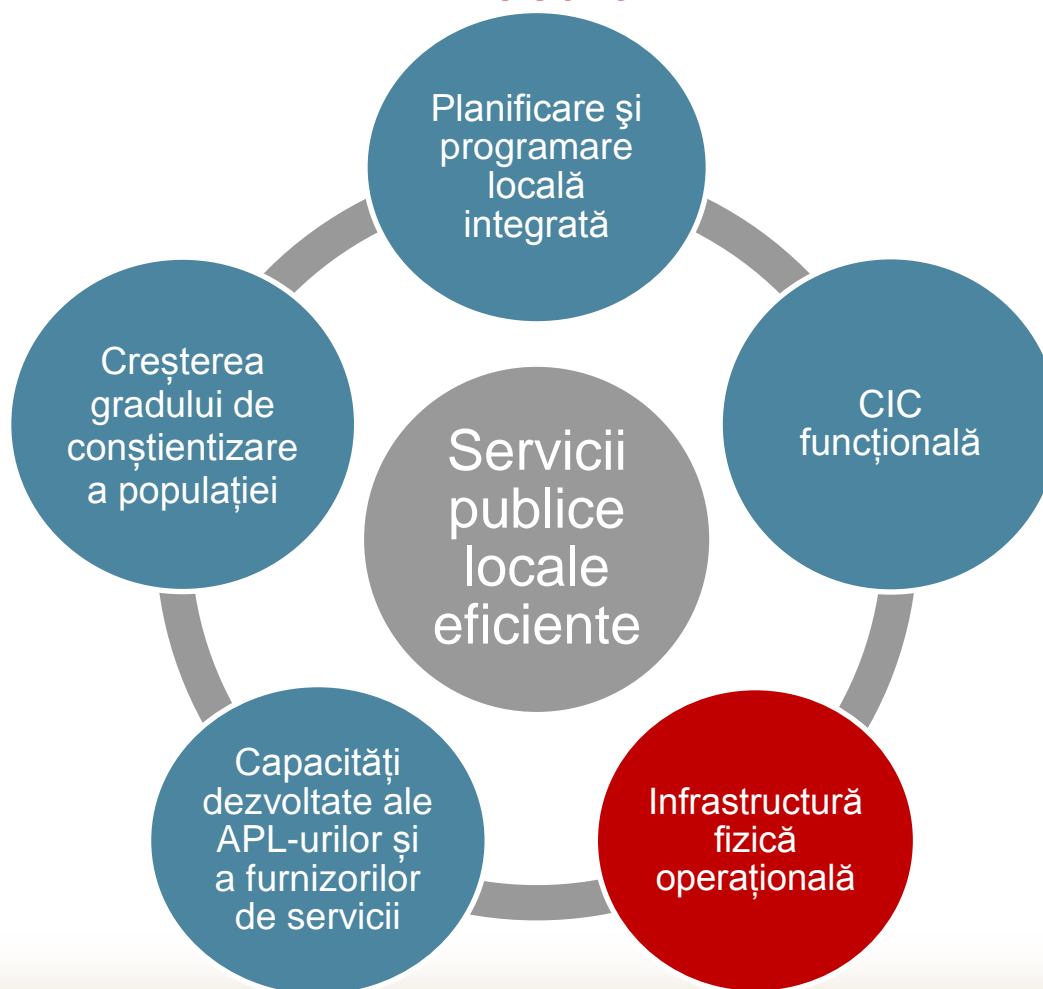 Planificare şi
programare
locală
integrată
CIC
funcțională
Infrastructură
fizică
operațională
Capacități
dezvoltate ale
APL-urilor și
a furnizorilor
de servicii
Creșterea
gradului de
conștientizare
a populației
Servicii
publice
locale
eficiente